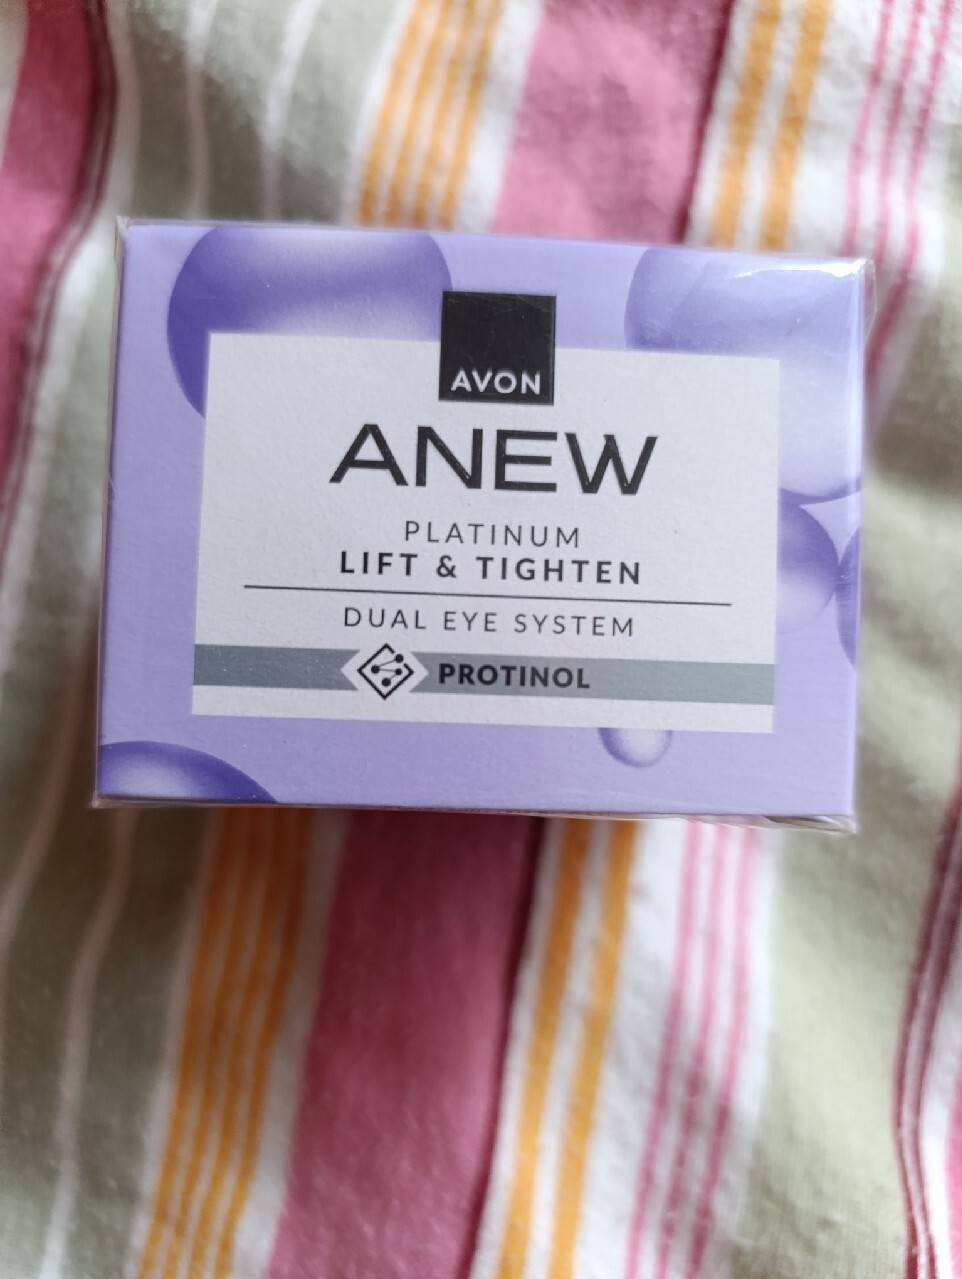 AVON
ANEW
PLATINUM
LIFT & TIGHTEN
DUAL EYE SYSTEM
PROTINOL